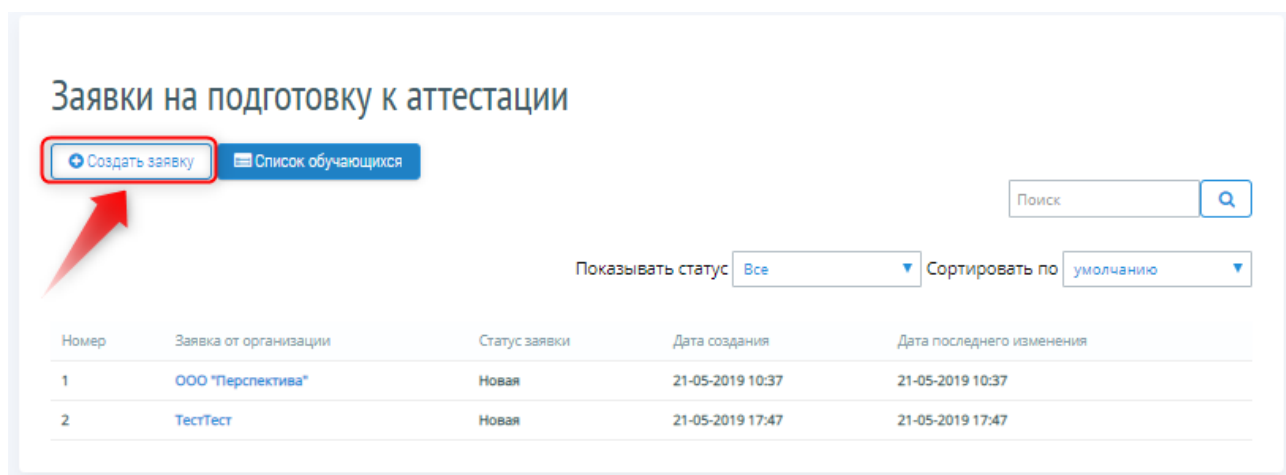 Заявки на подготовку к аттестации
Создать заявку Список обучающихся
Поиск
Показывать статус Все Сортировать по умолчанию
Номер Заявка от организации Статус заявки Дата создания Дата последнего изменения
1 ООО "Перспектива" Новая 21-05-2019 10:37 21-05-2019 10:37
2 ТестТест Новая 21-05-2019 17:47 21-05-2019 17:47